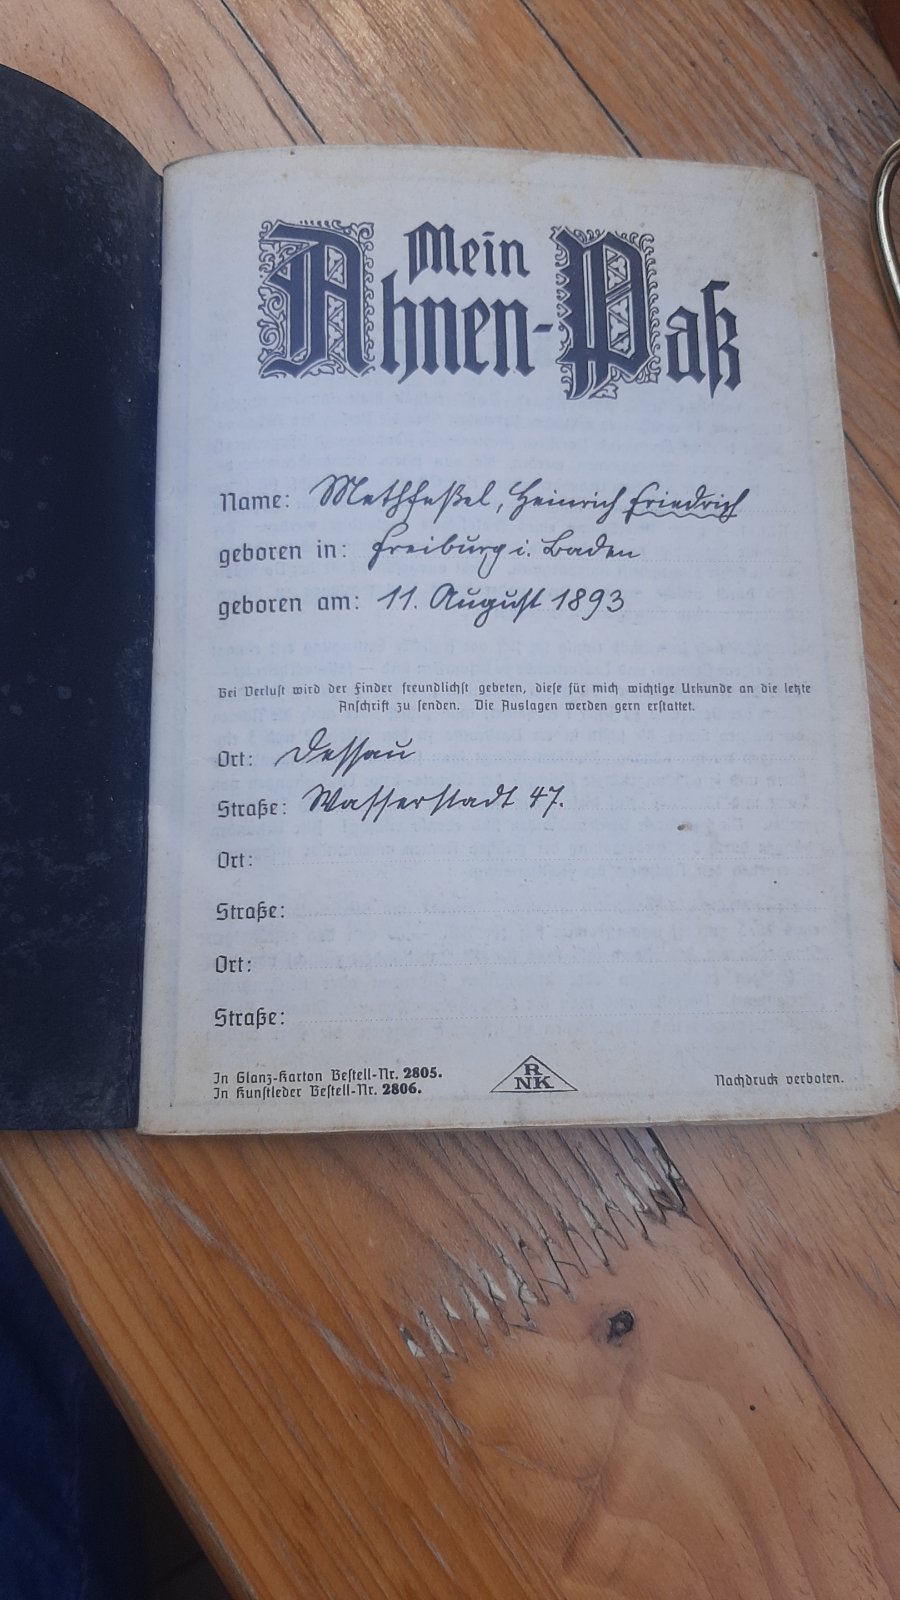 Mein
Ahnen-Paß
Name: Methfeßel, Heinrich Friedrich
geboren in: Freiburg i. Baden
geboren am: 11. August 1893
Bei Verlust wird der Finder freundlichst gebeten, diese für mich wichtige Urkunde an die letzte
Anschrift zu senden. Die Auslagen werden gern erstattet.
Ort: Dessau
Straße: Wasserstadt 47.
Ort:
Straße:
Ort:
Straße:
In Glanz-Karton Bestell-Nr. 2805.
In Kunstleder Bestell-Nr. 2806.
RNK
Nachdruck verboten.